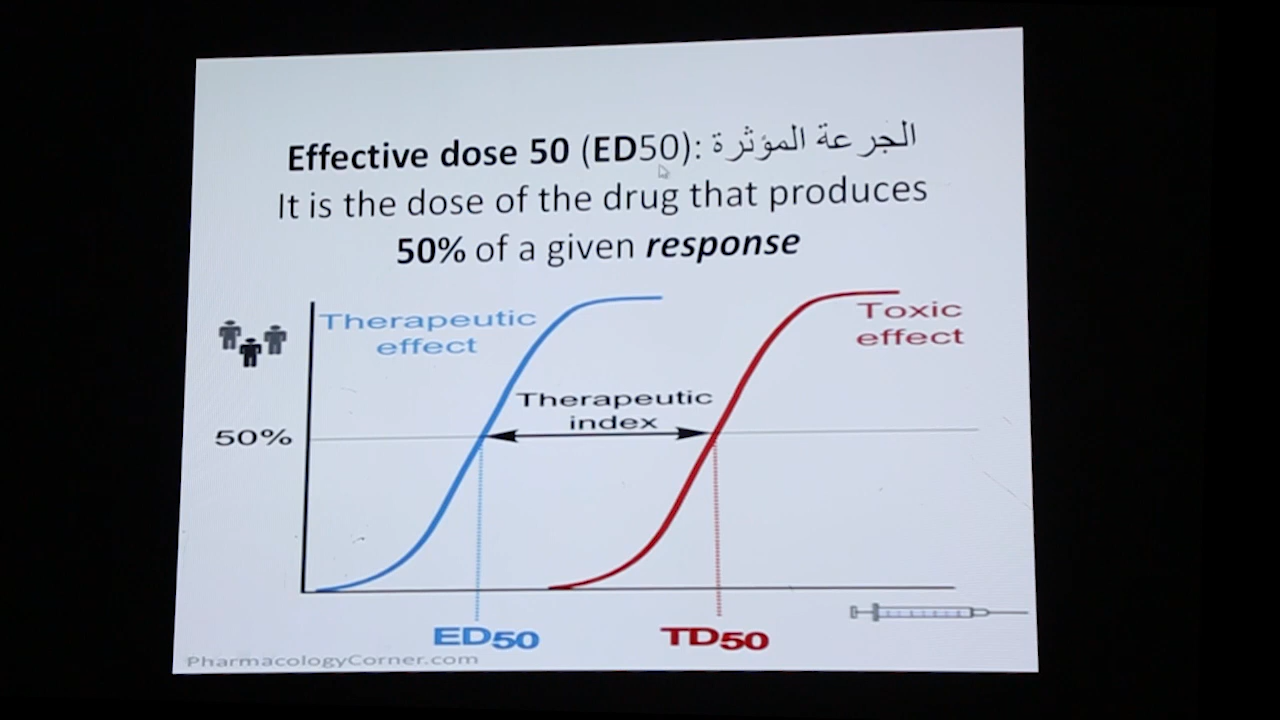 Effective dose 50 (ED50): الجرعة المؤثرة
It is the dose of the drug that produces
50% of a given response
Therapeutic
effect
Toxic
effect
Therapeutic
index
50%
ED50
TD50
PharmacologyCorner.com